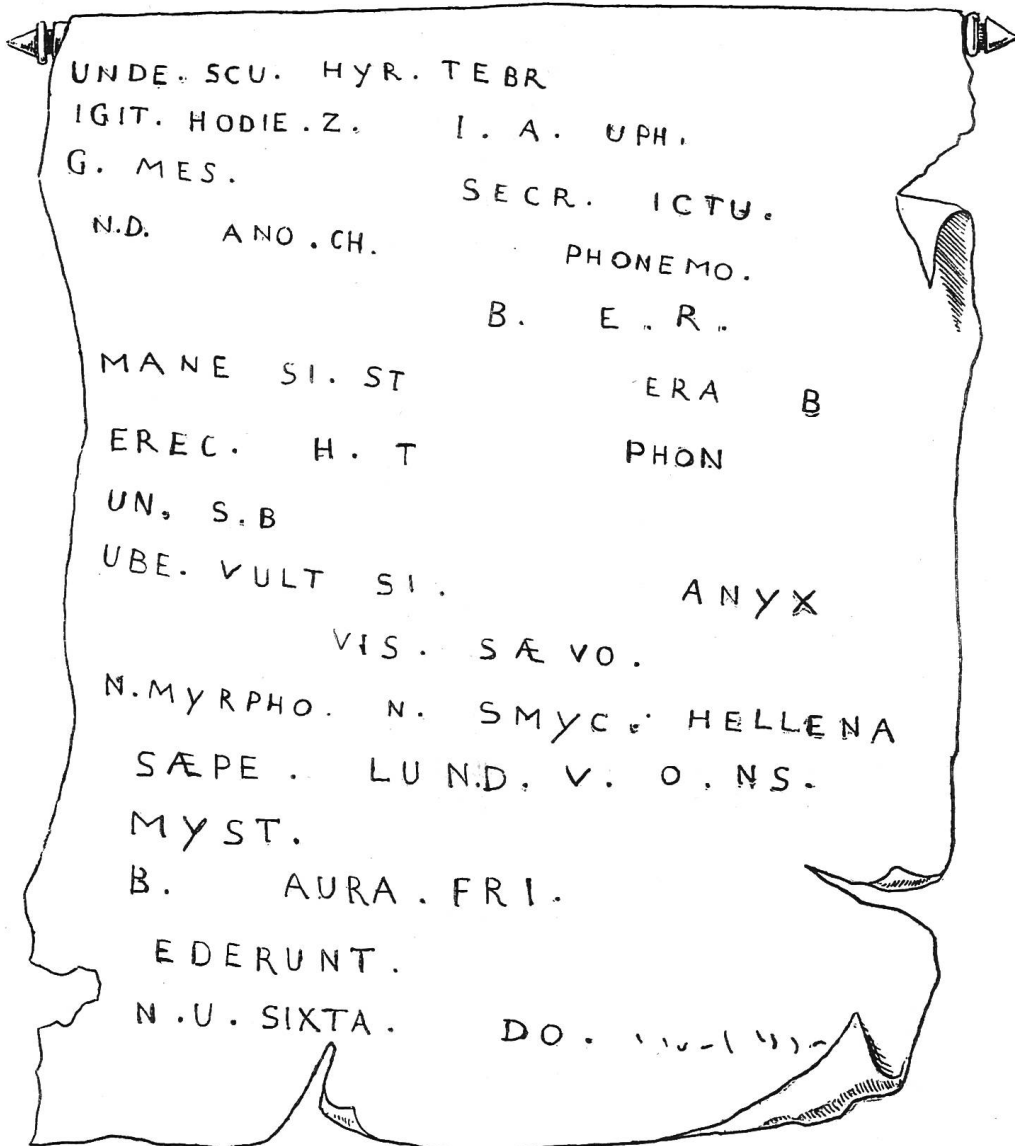 UNDE. SCU. HYR. TEBR
IGIT. HODIE. Z. I. A. UPH.
G. MES. SECR. ICTU.
N.D. ANO. CH. PHONEMO.
B. E. R.
MANE SI. ST ERA B
EREC. H. T PHON
UN. S. B
UBE. VULT SI. ANYX
VIS. SÆVO.
N. MYRPHO. N. SMYC. HELLENA
SÆPE. LUN.D. V. O. NS.
MYST.
B. AURA. FRI.
EDERUNT.
N.U. SIXTA. DO.